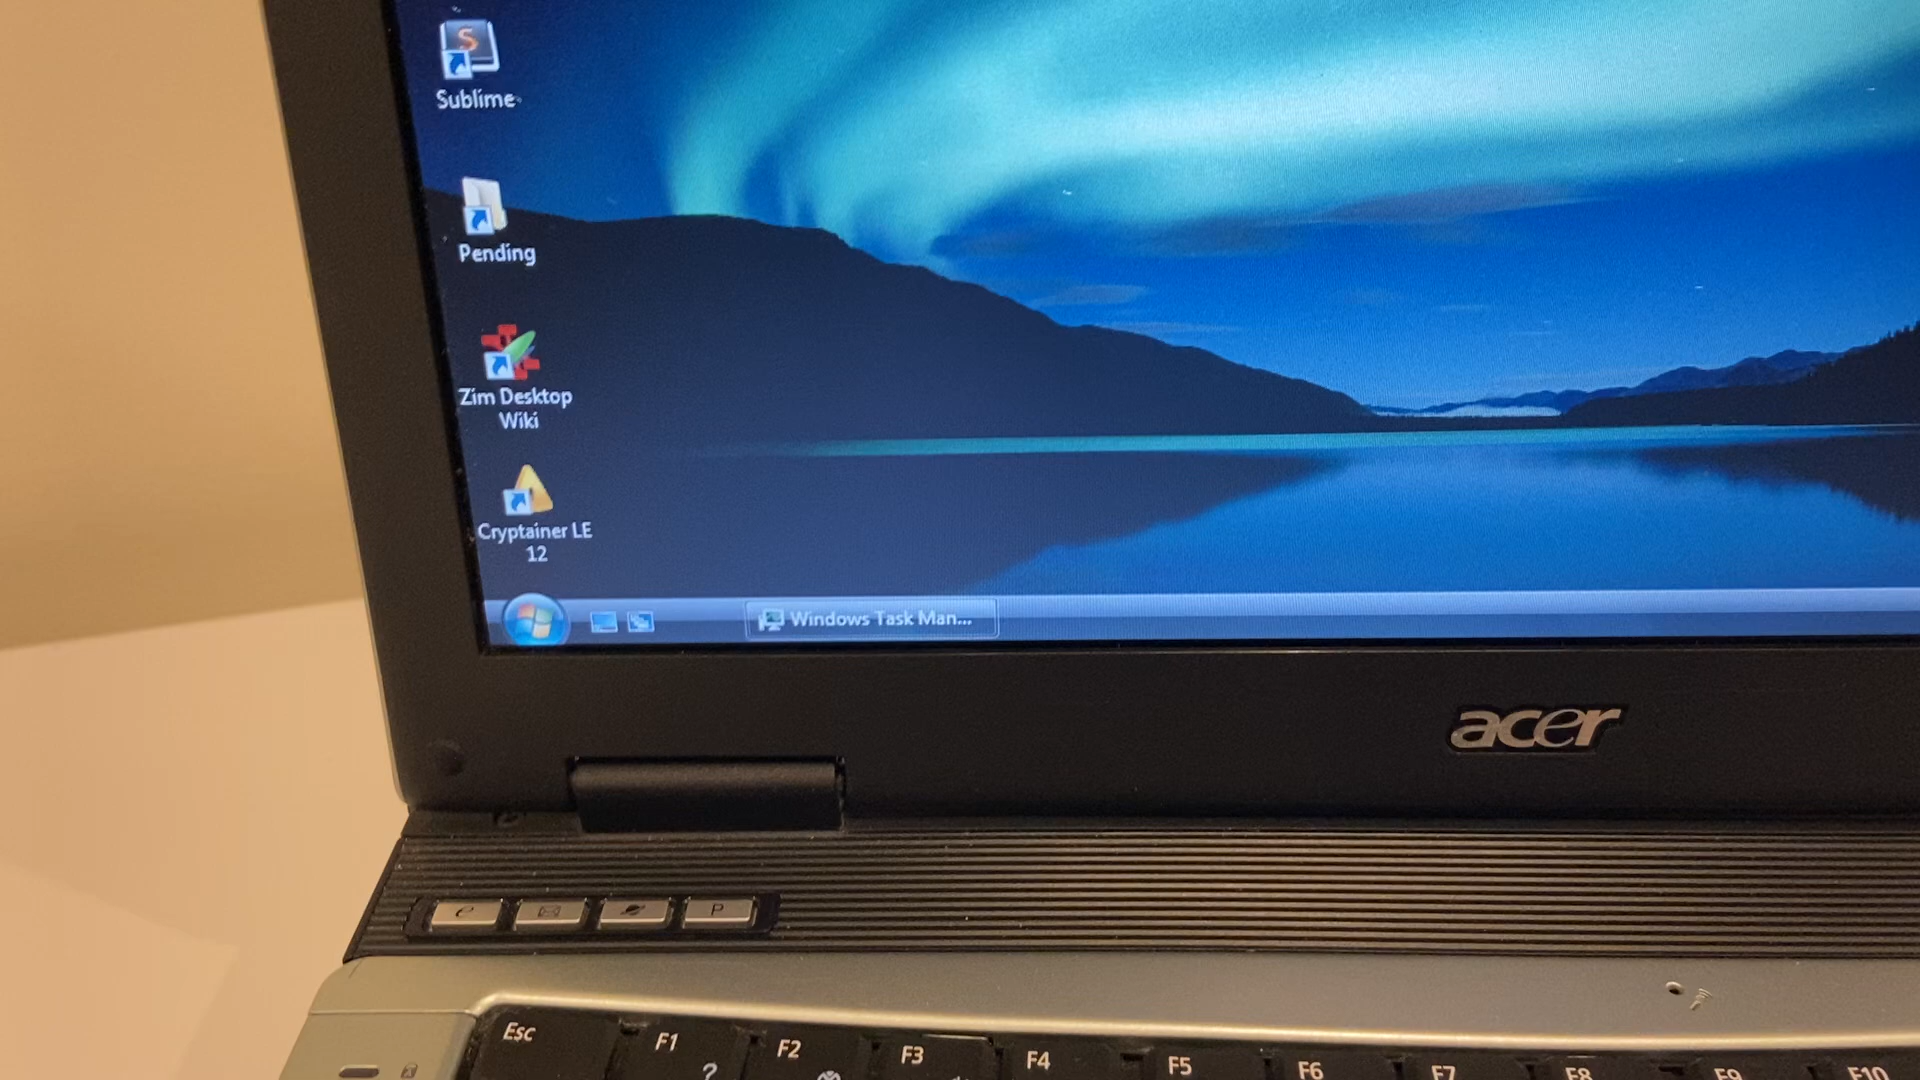 S
Sublime
Pending
Zim Desktop
Wiki
Cryptainer LE
12
Windows Task Man...
acer
e
P
Esc
F1
F2
F3
F4
F5
F6
F7
F8
F9
F10
?